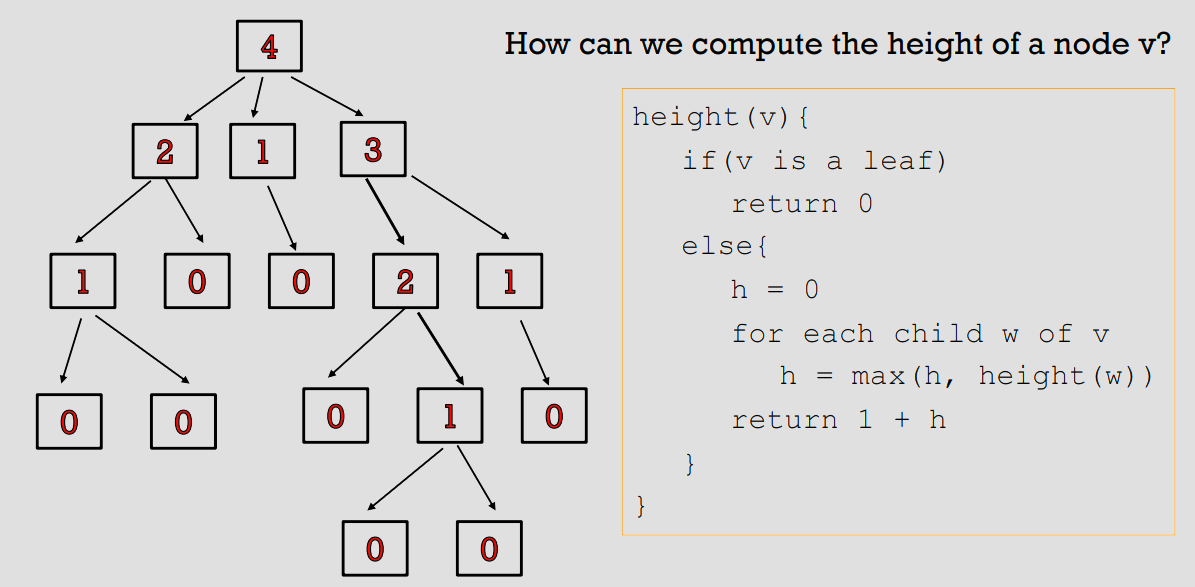 How can we compute the height of a node v?
4
2 1 3
1 0 0 2 1
0 0 0 1 0
0 0
height(v){
if(v is a leaf)
return 0
else{
h = 0
for each child w of v
h = max(h, height(w))
return 1 + h
}
}